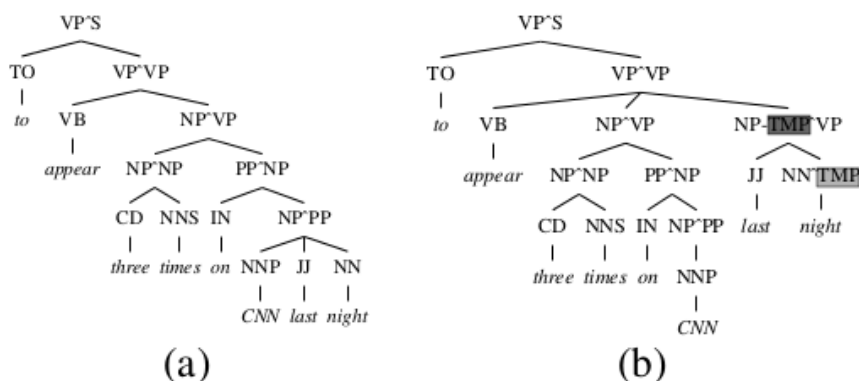 VP^S
TO VP^VP
to VB NP^VP
appear NP^NP PP^NP
CD NNS IN NP^PP
three times on NNP JJ NN
CNN last night
(a)
VP^S
TO VP^VP
to VB NP^VP NP-TMP^VP
appear NP^NP PP^NP JJ NN^TMP
CD NNS IN NP^PP last night
three times on NNP
CNN
(b)